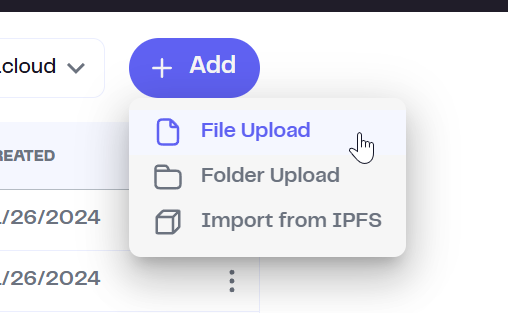 .cloud
Add
File Upload
REATED
Folder Upload
/26/2024
Import from IPFS
/26/2024